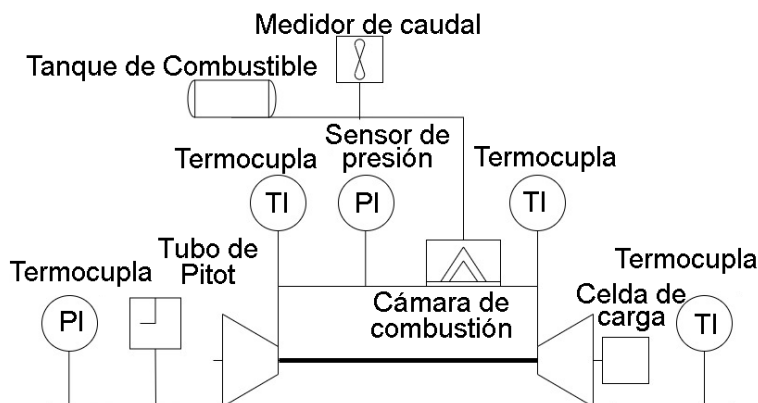 Medidor de caudal
Tanque de Combustible
Sensor de
presión
Termocupla
Termocupla
TI
PI
TI
Tubo de
Pitot
Termocupla
Termocupla
Cámara de
combustión
Celda de
carga
PI
TI